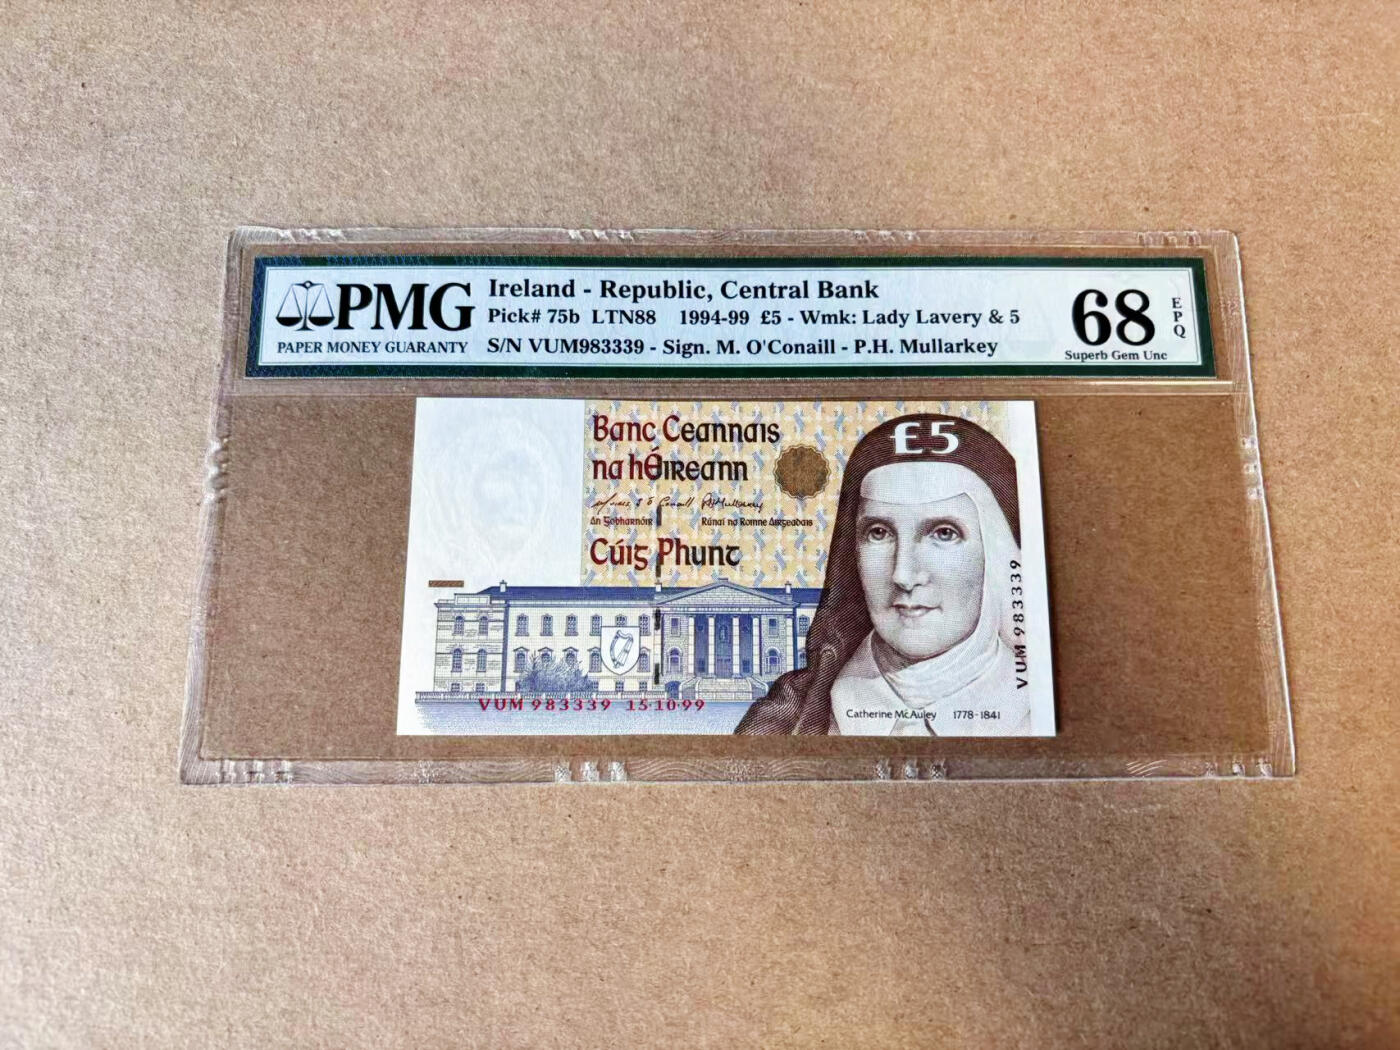 PMG
PAPER MONEY GUARANTY
Ireland - Republic, Central Bank
Pick# 75b LTN88 1994-99 £5 - Wmk: Lady Lavery & 5
S/N VUM983339 - Sign. M. O'Conaill - P.H. Mullarkey
68
EPQ
Superb Gem Unc
Banc Ceannais
na hÉireann
An Gobharnóir Rúnaí na Roinne Airgeadais
Cúig Phunt
£5
VUM 983339
VUM 983339 15·10·99
Catherine McAuley 1778-1841